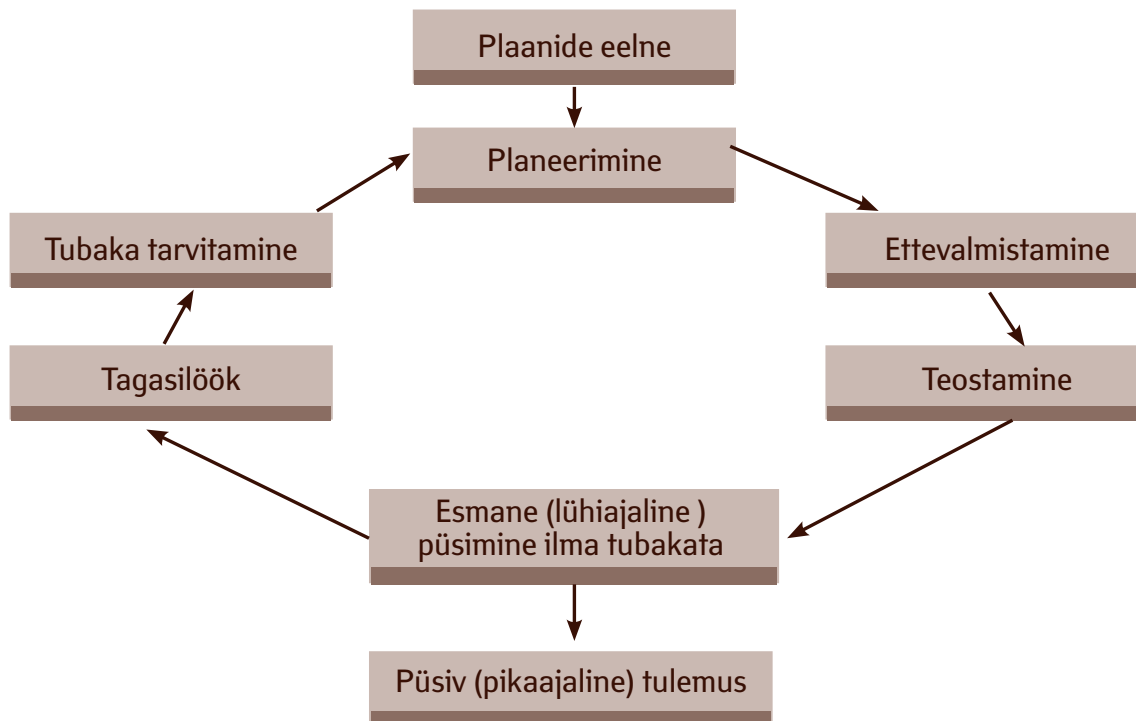 Plaanide eelne
Planeerimine
Tubaka tarvitamine
Ettevalmistamine
Tagasilöök
Teostamine
Esmane (lühiajaline )
püsimine ilma tubakata
Püsiv (pikaajaline) tulemus